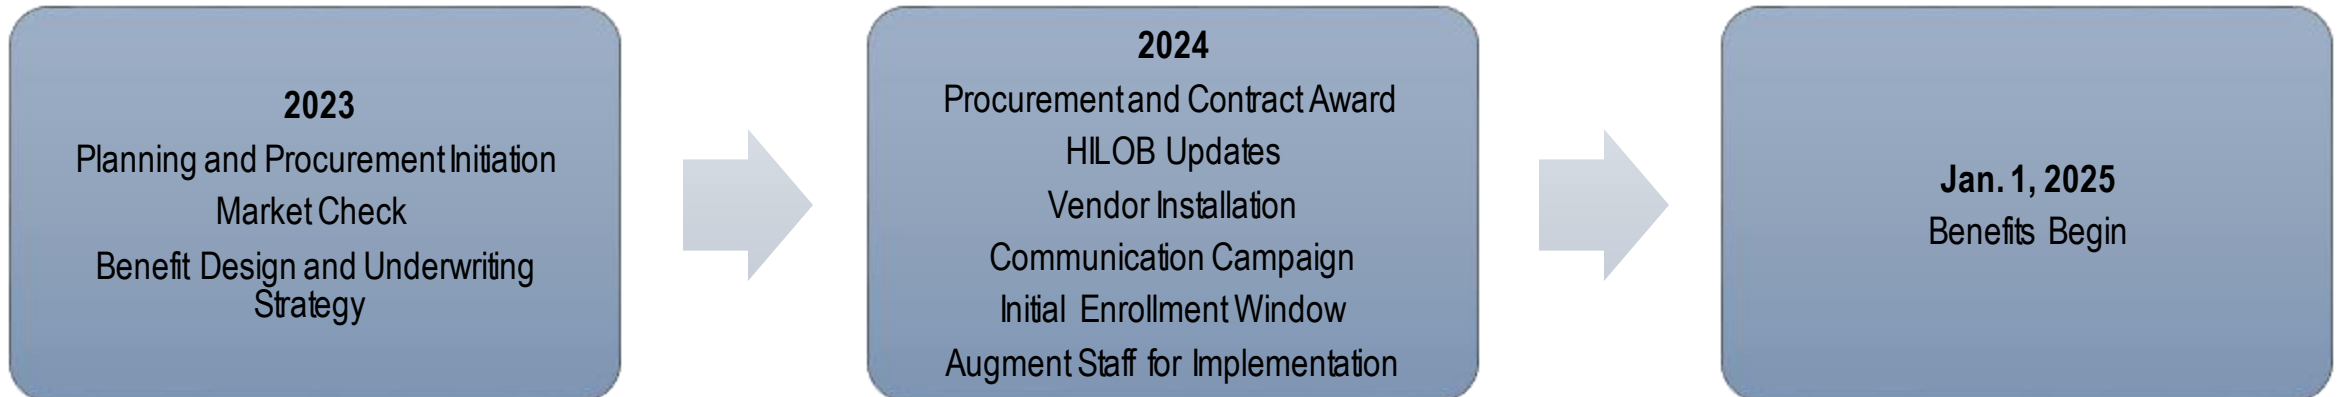 2023
Planning and Procurement Initiation
Market Check
Benefit Design and Underwriting
Strategy
2024
Procurement and Contract Award
HILOB Updates
Vendor Installation
Communication Campaign
Initial Enrollment Window
Augment Staff for Implementation
Jan. 1, 2025
Benefits Begin